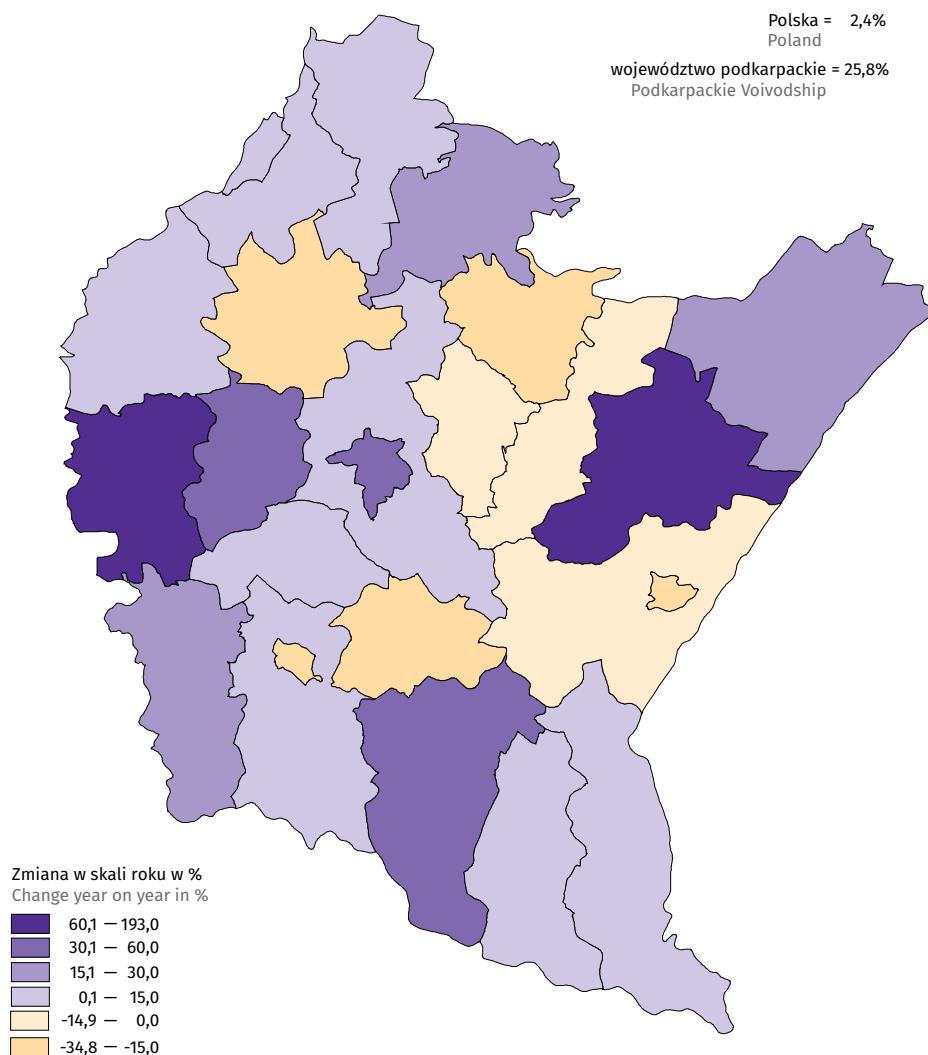 Polska = 2,4%
Poland
województwo podkarpackie = 25,8%
Podkarpackie Voivodship
Zmiana w skali roku w %
Change year on year in %
60,1 — 193,0
30,1 — 60,0
15,1 — 30,0
0,1 — 15,0
-14,9 — 0,0
-34,8 — -15,0